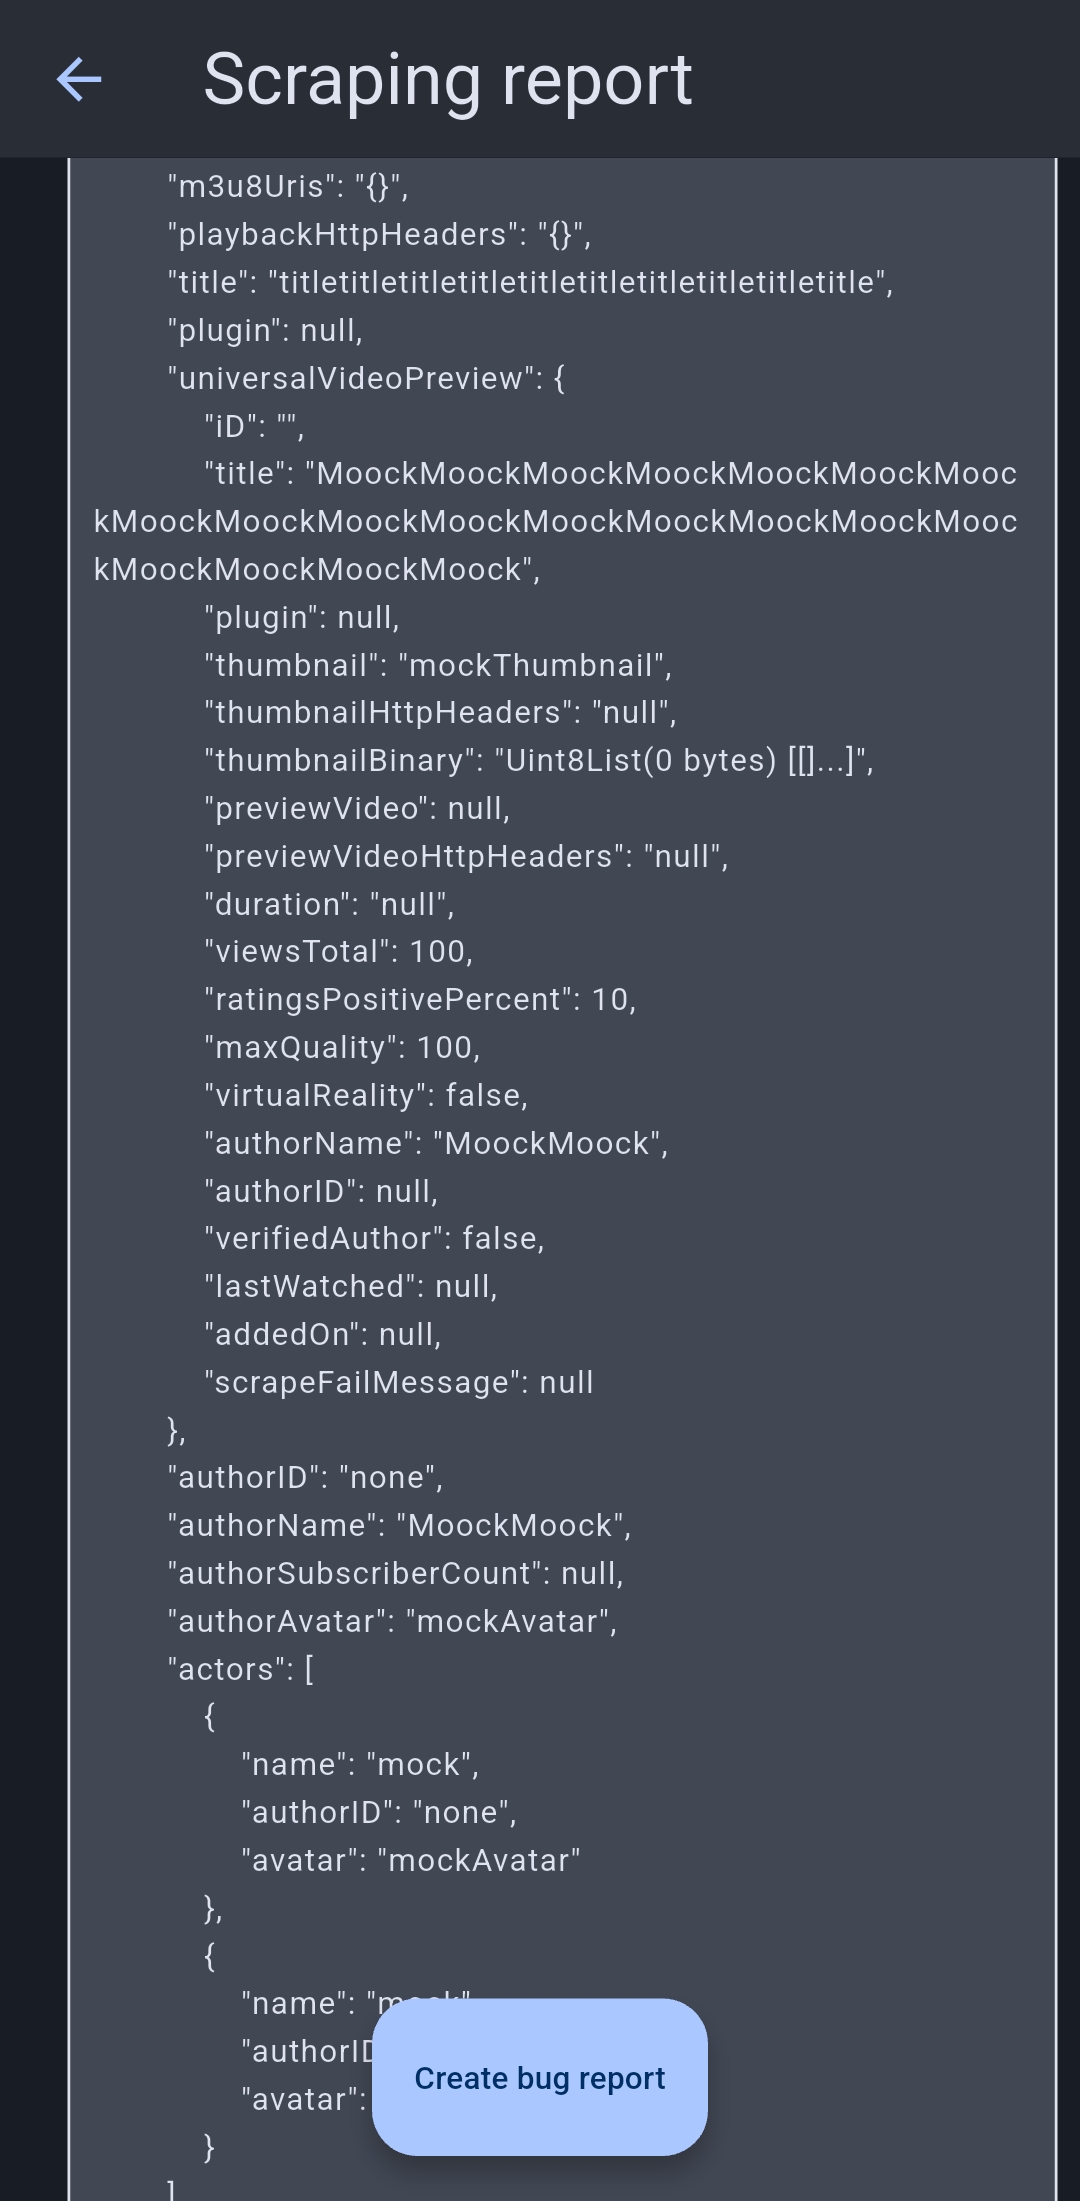 Scraping report
"m3u8Uris": "{}",
"playbackHttpHeaders": "{}",
"title": "titletitletitletitletitletitletitletitletitletitle",
"plugin": null,
"universalVideoPreview": {
"iD": "",
"title": "MoockMoockMoockMoockMoockMoockMooc
kMoockMoockMoockMoockMoockMoockMoockMoockMooc
kMoockMoockMoockMoock",
"plugin": null,
"thumbnail": "mockThumbnail",
"thumbnailHttpHeaders": "null",
"thumbnailBinary": "Uint8List(0 bytes) [[]...]",
"previewVideo": null,
"previewVideoHttpHeaders": "null",
"duration": "null",
"viewsTotal": 100,
"ratingsPositivePercent": 10,
"maxQuality": 100,
"virtualReality": false,
"authorName": "MoockMoock",
"authorID": null,
"verifiedAuthor": false,
"lastWatched": null,
"addedOn": null,
"scrapeFailMessage": null
},
"authorID": "none",
"authorName": "MoockMoock",
"authorSubscriberCount": null,
"authorAvatar": "mockAvatar",
"actors": [
{
"name": "mock",
"authorID": "none",
"avatar": "mockAvatar"
},
{
"name":
"avatar":
}
]
Create bug report